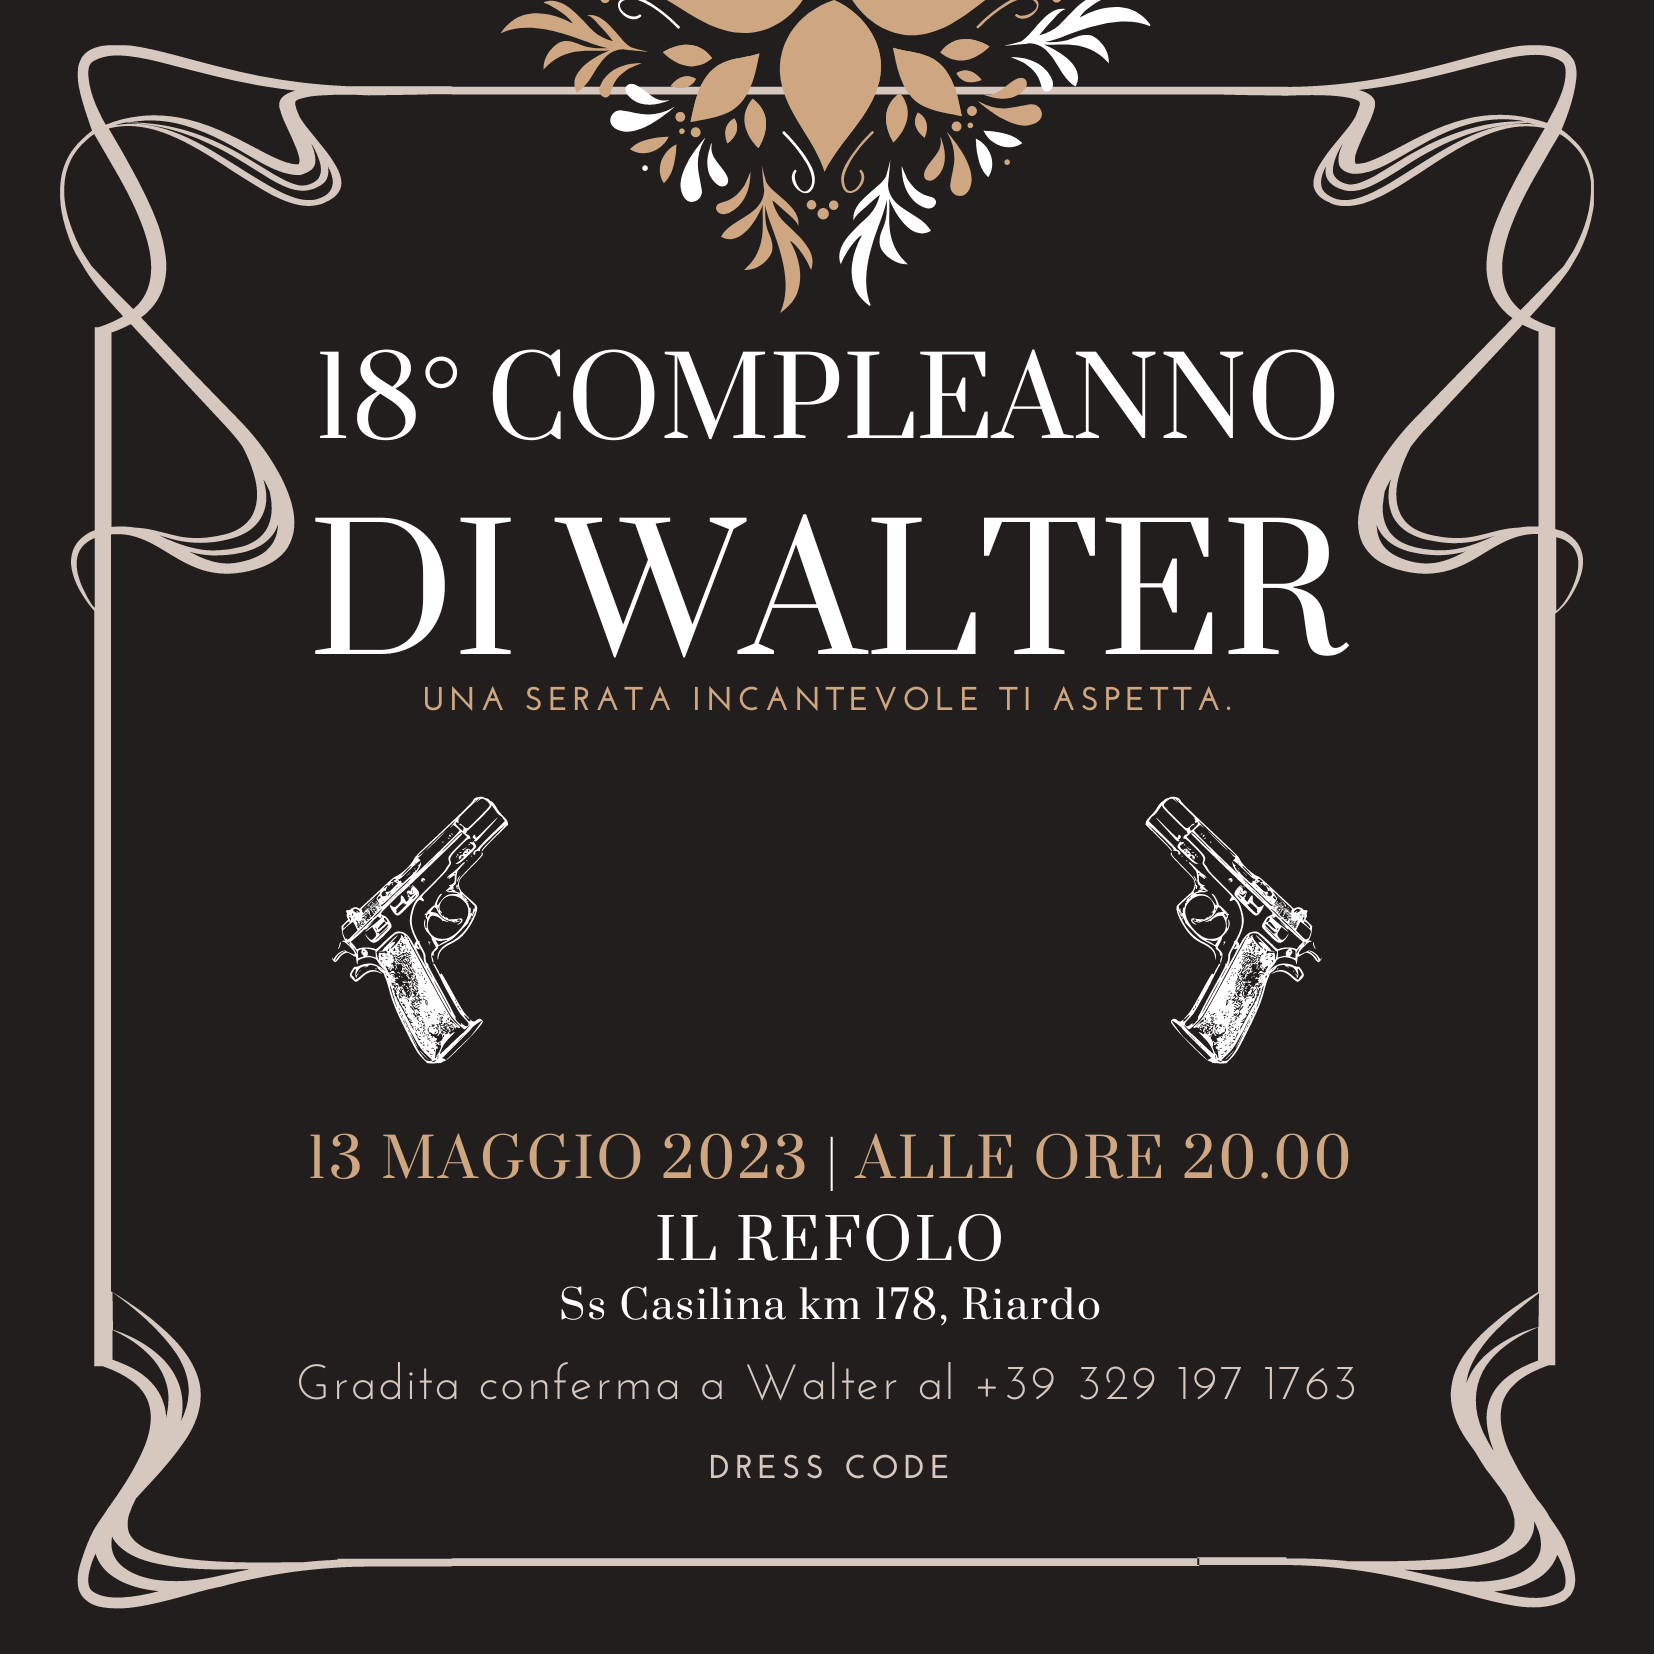 18° COMPLEANNO
DI WALTER
UNA SERATA INCANTEVOLE TI ASPETTA.
13 MAGGIO 2023 | ALLE ORE 20.00
IL REFOLO
Ss Casilina km 178, Riardo
Gradita conferma a Walter al +39 329 197 1763
DRESS CODE